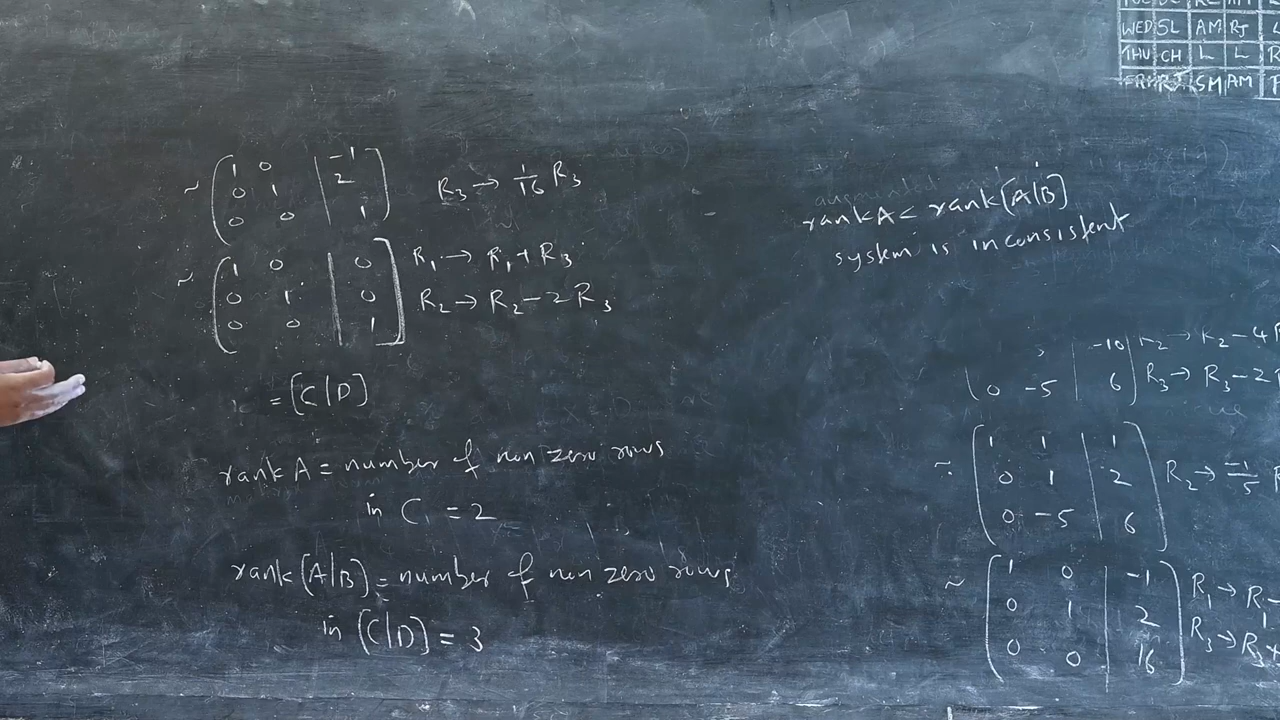 ~ ( 1 0 | -1 ]
0 1 | 2
0 0 | 1 R₃ → 1/16 R₃
~ ( 1 0 | 0 ] R₁ → R₁ + R₃
0 1 | 0 R₂ → R₂ - 2 R₃
0 0 | 1
= [C|D]
rank A = number of non zero rows
in C = 2
rank (A|B) = number of non zero rows
in [C|D] = 3
rank A < rank [A|B]
system is inconsistent
-10 R₂ → R₂ - 4
0 -5 | 6 R₃ → R₃ - 2
~ ( 1 1 | 1 )
0 1 | 2 R₂ → -1/5
0 -5 | 6
~ ( 1 0 | -1 ) R₁ → R₁ -
0 1 | 2 R₃ → R₃ +
0 0 | 16
WED SL AM RJ
THU CH L L R
SM AM